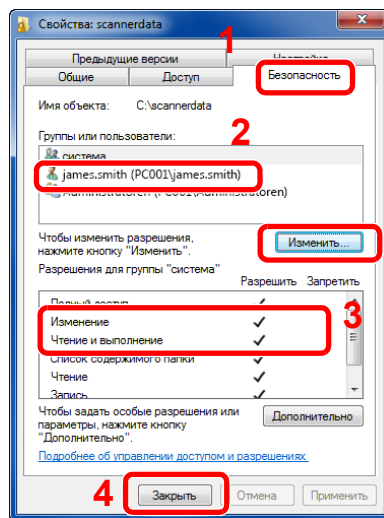 Свойства: scannerdata
1
Предыдущие версии
Настройка
Общие
Доступ
Безопасность
Имя объекта: C:\scannerdata
2
Группы или пользователи:
система
james.smith (PC001\james.smith)
Administratoren (PC001\Administratoren)
Чтобы изменить разрешения,
нажмите кнопку "Изменить".
Изменить...
Разрешения для группы "система"
Разрешить Запретить
3
Полный доступ
Изменение
Чтение и выполнение
Список содержимого папки
Чтение
Запись
Чтобы задать особые разрешения или
параметры, нажмите кнопку
"Дополнительно".
Дополнительно
Подробнее об управлении доступом и разрешениях
4
Закрыть
Отмена
Применить